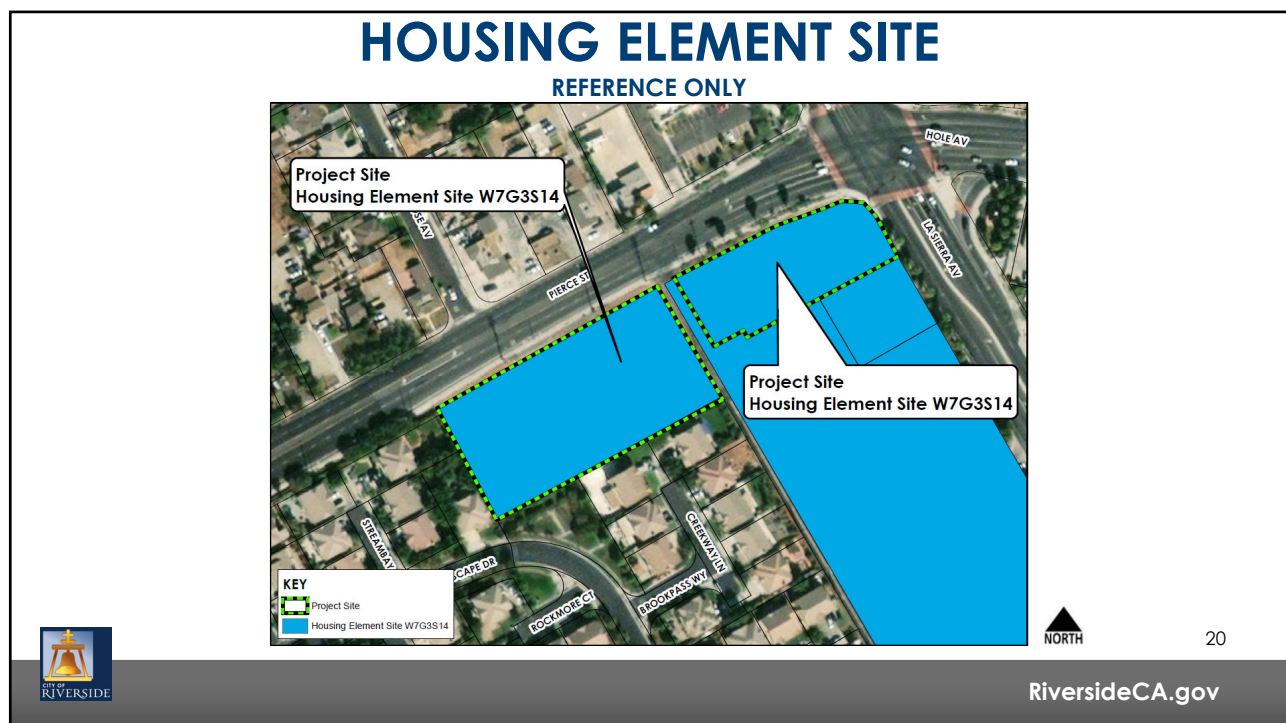 HOUSING ELEMENT SITE
REFERENCE ONLY
Project Site
Housing Element Site W7G3S14
HOLE AV
LA SIERRA AV
SE AV
PIERCE ST
Project Site
Housing Element Site W7G3S14
STREAMBAY
SCAPE DR
CREEKWAY LN
BROOKPASS WY
ROCKMORE CT
KEY
Project Site
Housing Element Site W7G3S14
NORTH
20
CITY OF
RIVERSIDE
RiversideCA.gov